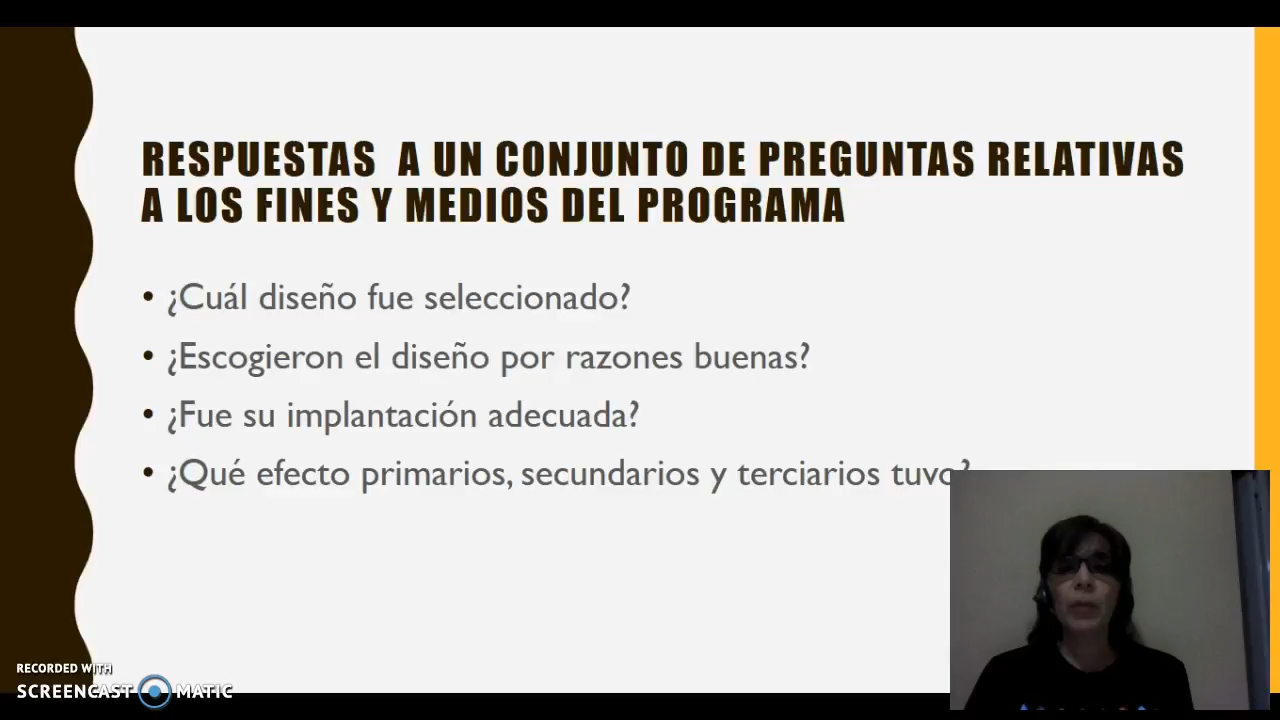 RESPUESTAS A UN CONJUNTO DE PREGUNTAS RELATIVAS
A LOS FINES Y MEDIOS DEL PROGRAMA
• ¿Cuál diseño fue seleccionado?
• ¿Escogieron el diseño por razones buenas?
• ¿Fue su implantación adecuada?
• ¿Qué efecto primarios, secundarios y terciarios tuvo?
RECORDED WITH
SCREENCAST MATIC